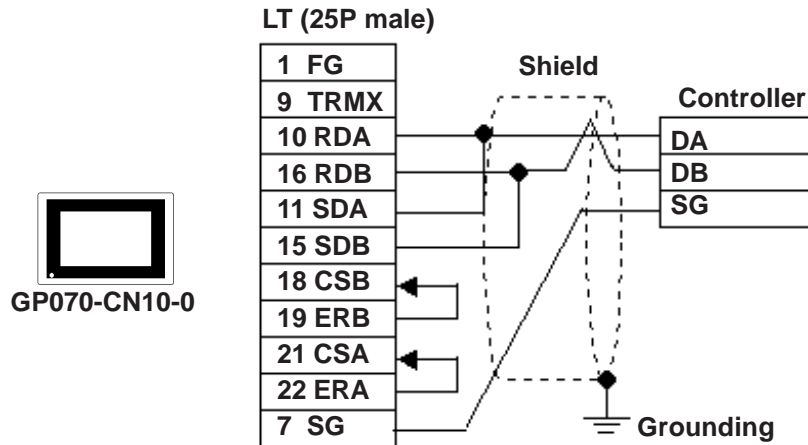 LT (25P male)
1 FG
9 TRMX
10 RDA
16 RDB
11 SDA
15 SDB
18 CSB
19 ERB
21 CSA
22 ERA
7 SG
Shield
Controller
DA
DB
SG
GP070-CN10-0
Grounding